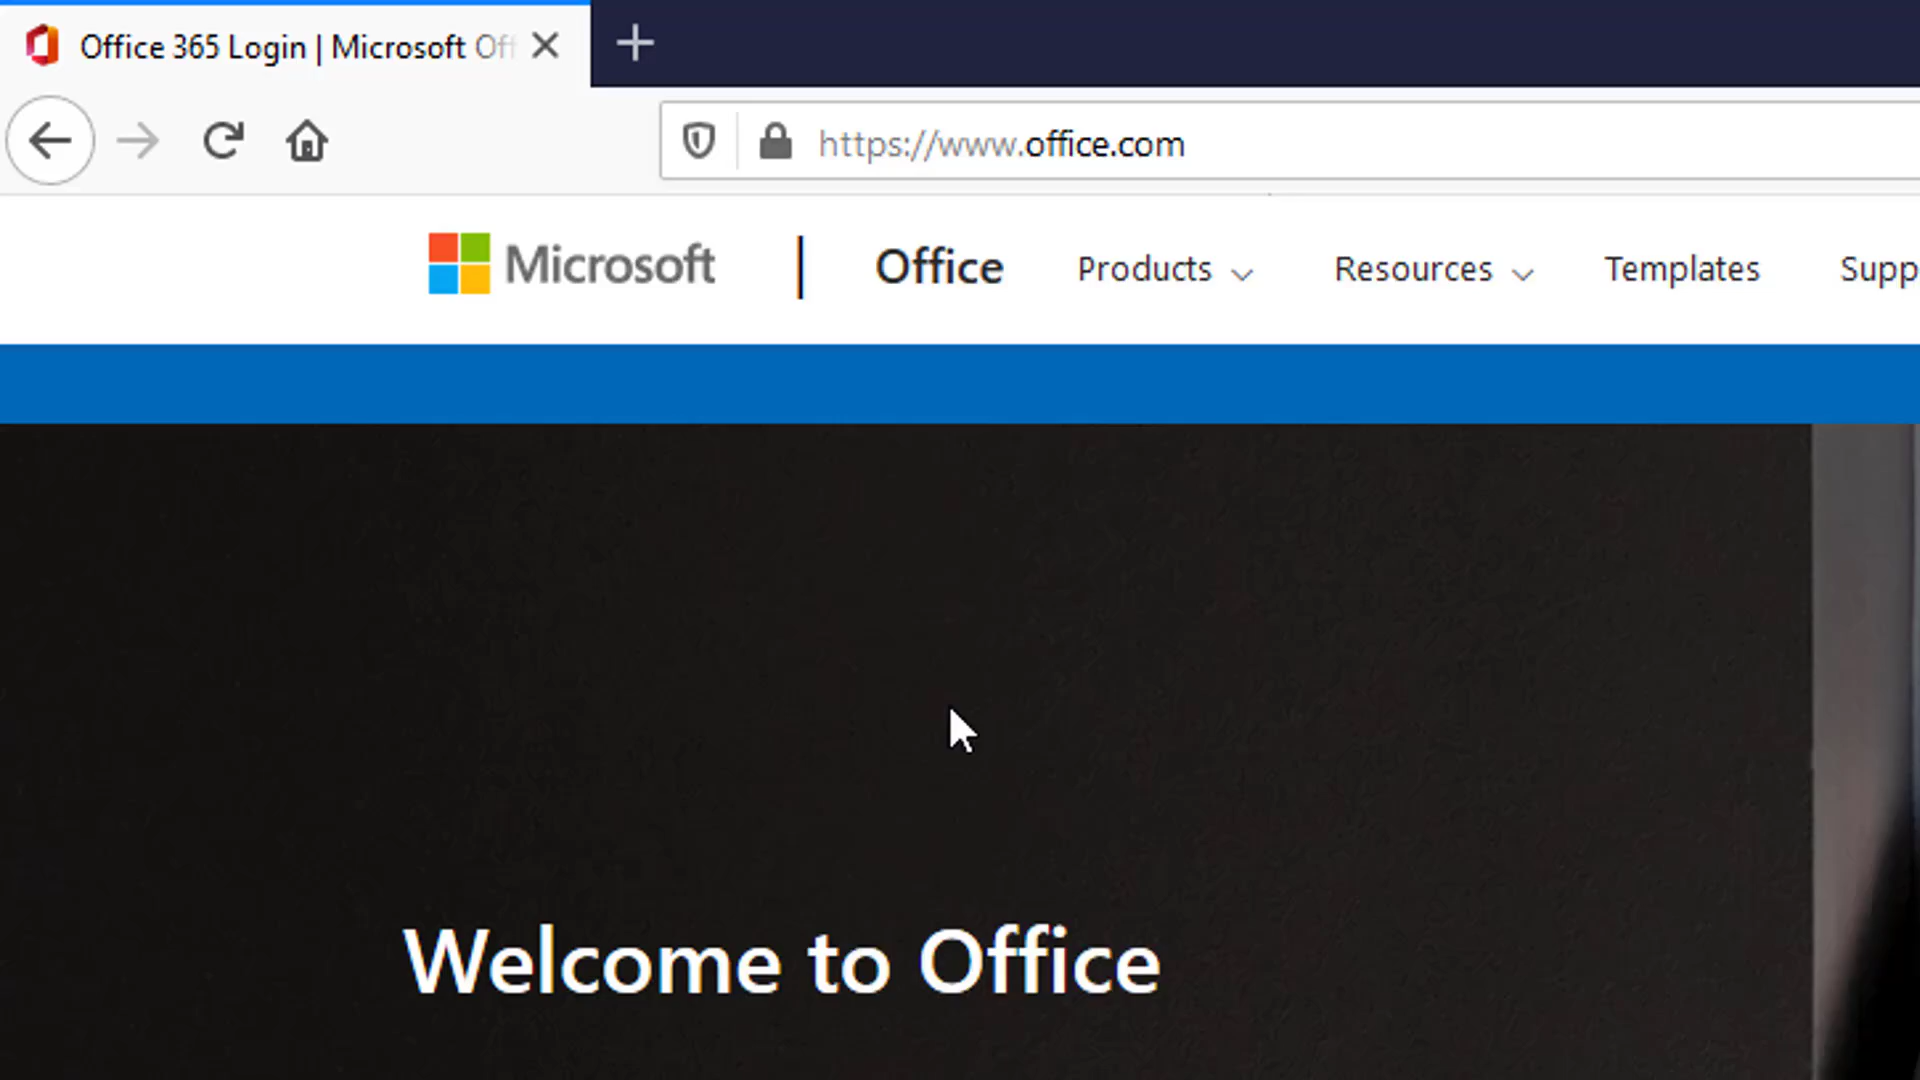 Office 365 Login | Microsoft Off
https://www.office.com
Microsoft | Office Products Resources Templates Supp
Welcome to Office